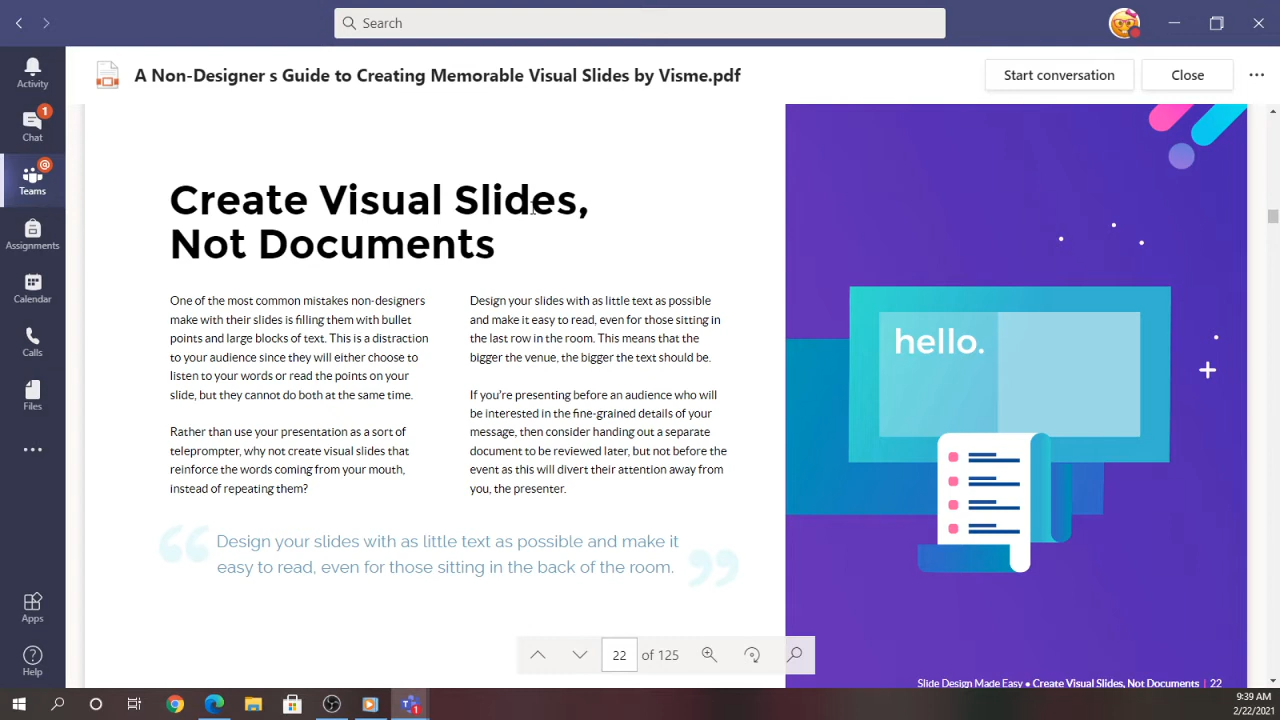 Search
A Non-Designer s Guide to Creating Memorable Visual Slides by Visme.pdf
Start conversation
Close
Activity
1
Chat
Teams
Assignments
Calendar
Calls
Files
Apps
Help
Create Visual Slides,
Not Documents
One of the most common mistakes non-designers
make with their slides is filling them with bullet
points and large blocks of text. This is a distraction
to your audience since they will either choose to
listen to your words or read the points on your
slide, but they cannot do both at the same time.
Rather than use your presentation as a sort of
teleprompter, why not create visual slides that
reinforce the words coming from your mouth,
instead of repeating them?
Design your slides with as little text as possible
and make it easy to read, even for those sitting in
the last row in the room. This means that the
bigger the venue, the bigger the text should be.
If you're presenting before an audience who will
be interested in the fine-grained details of your
message, then consider handing out a separate
document to be reviewed later, but not before the
event as this will divert their attention away from
you, the presenter.
“ Design your slides with as little text as possible and make it
easy to read, even for those sitting in the back of the room. ”
hello.
22 of 125
Slide Design Made Easy • Create Visual Slides, Not Documents | 22
1
9:39 AM
2/22/2021